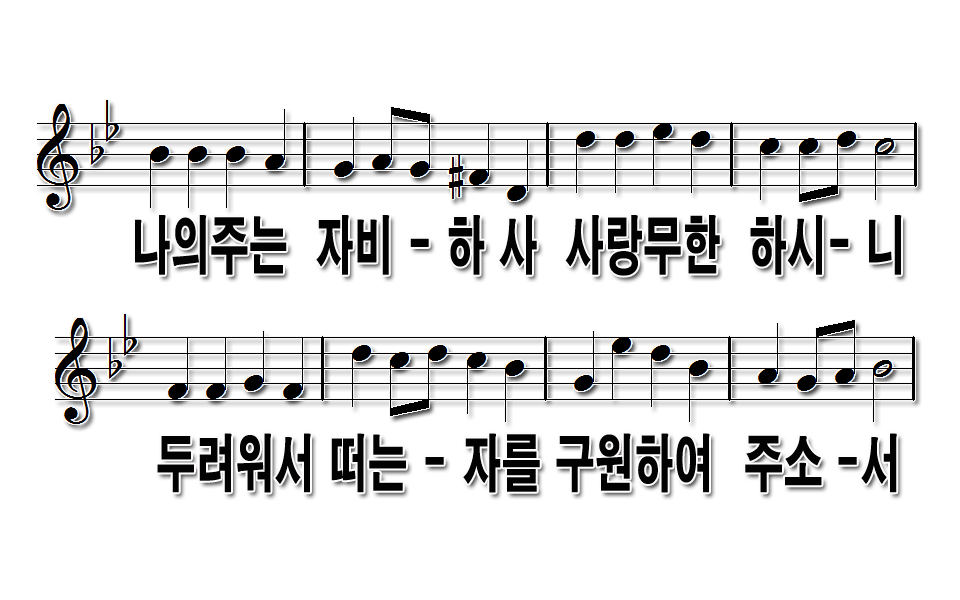 나의주는 자비 - 하 사 사랑무한 하시 - 니
두려워서 떠는 - 자를 구원하여 주소 - 서